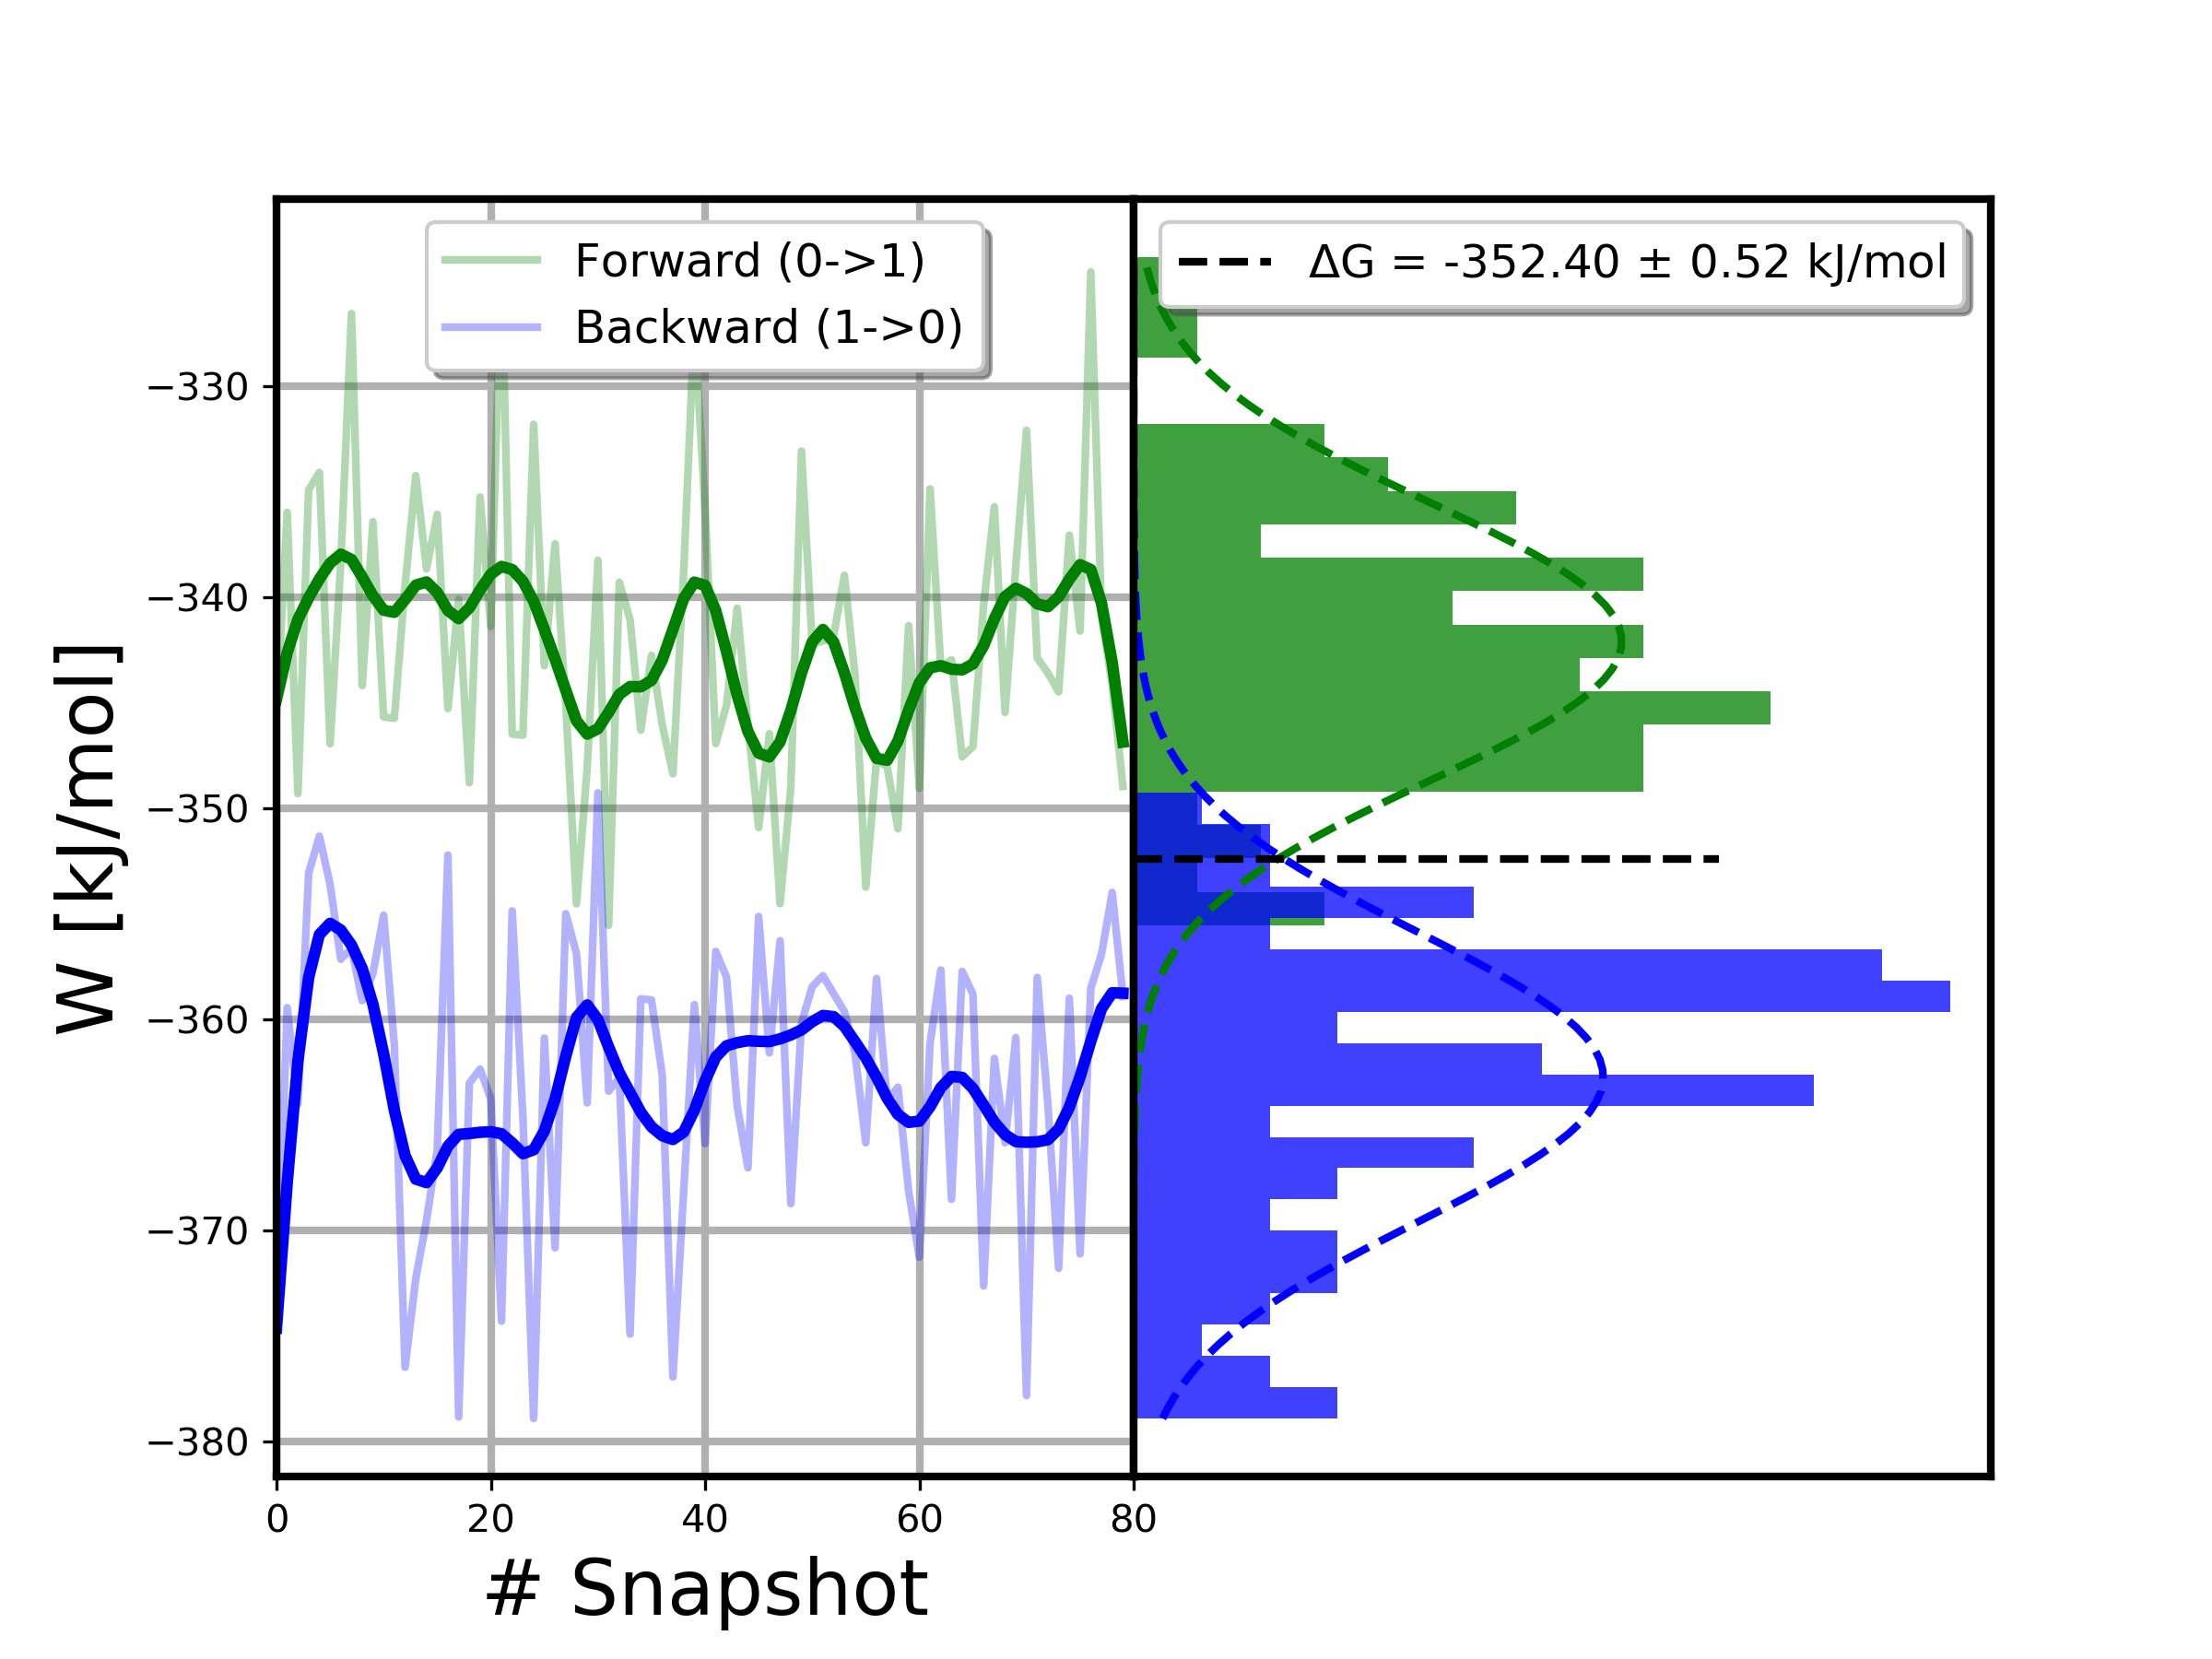 Forward (0->1)
Backward (1->0)
ΔG = -352.40 ± 0.52 kJ/mol
W [kJ/mol]
−330
−340
−350
−360
−370
−380
0 20 40 60 80
# Snapshot